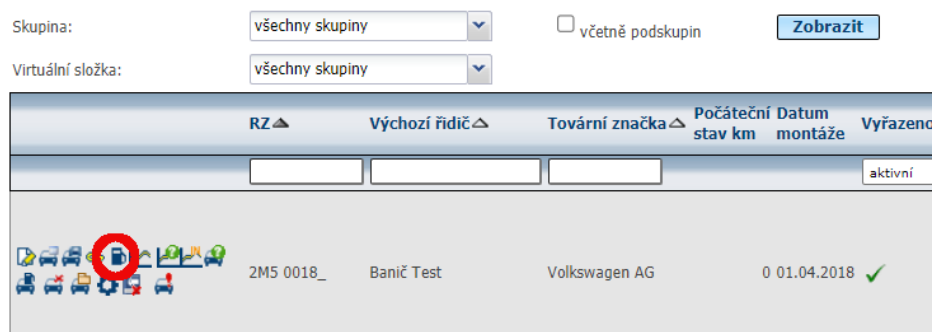 Skupina: všechny skupiny včetně podskupin Zobrazit
Virtuální složka: všechny skupiny
RZ Výchozí řidič Tovární značka Počáteční stav km Datum montáže Vyřazeno
aktivní
2M5 0018_ Banič Test Volkswagen AG 0 01.04.2018